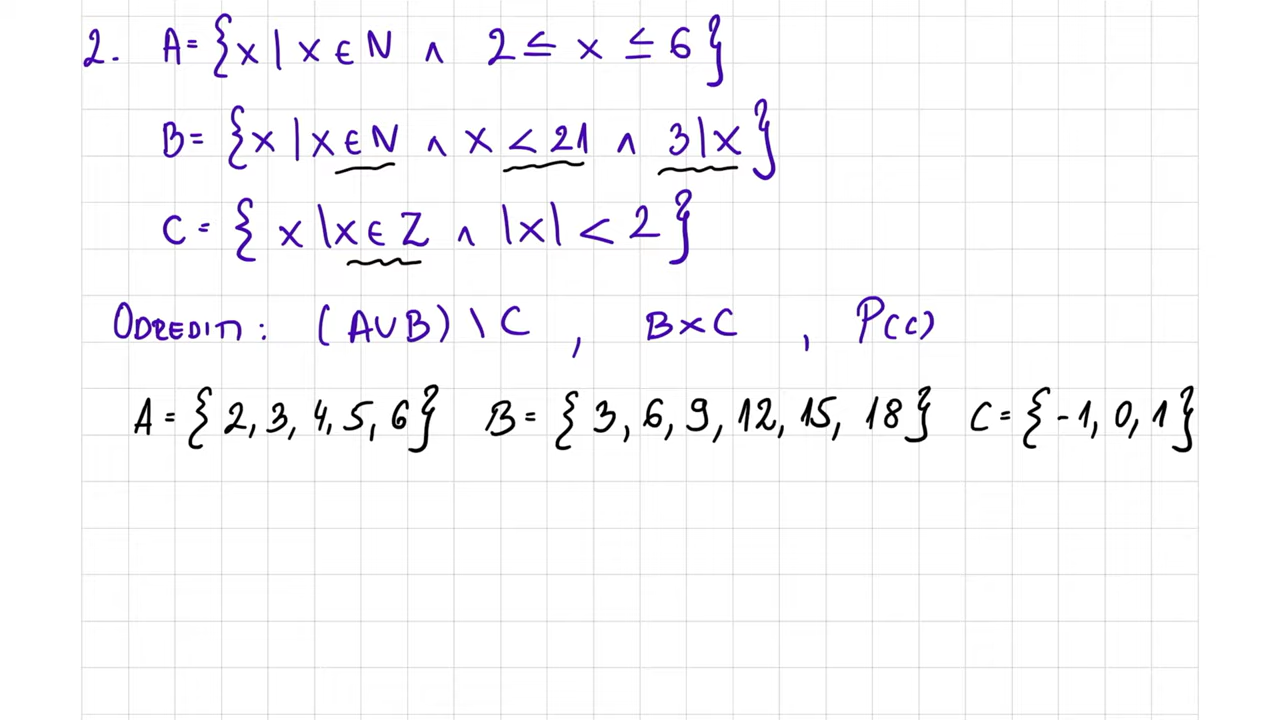 2. A = {x | x ∈ N ∧ 2 ≤ x ≤ 6}
B = {x | x ∈ N ∧ x < 21 ∧ 3 | x}
C = {x | x ∈ Z ∧ |x| < 2}
ODREDITI: (A∪B) \ C , B×C , P(C)
A = {2, 3, 4, 5, 6} B = {3, 6, 9, 12, 15, 18} C = {-1, 0, 1}